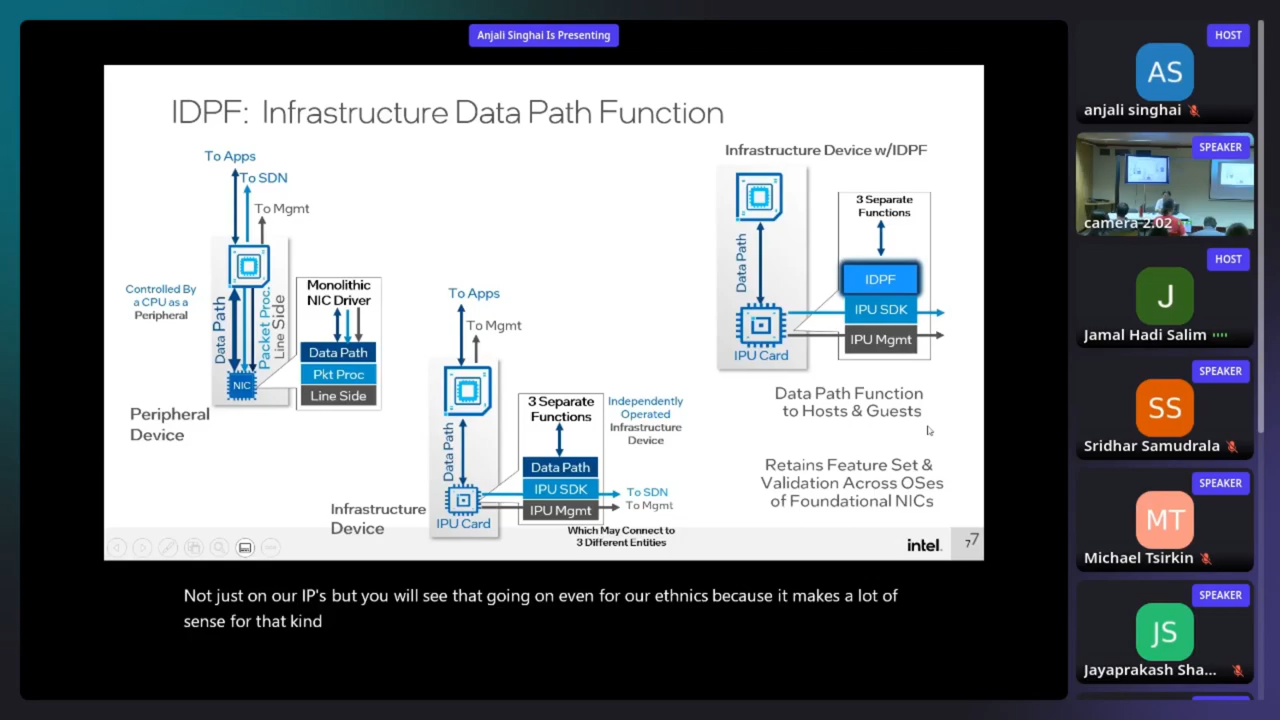 Anjali Singhai Is Presenting
IDPF: Infrastructure Data Path Function
To Apps
To SDN
To Mgmt
Controlled By
a CPU as a
Peripheral
Data Path
Packet Proc.
Line Side
NIC
Monolithic
NIC Driver
Data Path
Pkt Proc
Line Side
Peripheral
Device
To Apps
To Mgmt
Data Path
IPU Card
3 Separate
Functions
Data Path
IPU SDK
IPU Mgmt
Independently
Operated
Infrastructure
Device
To SDN
To Mgmt
Infrastructure
Device
Which May Connect to
3 Different Entities
Infrastructure Device w/IDPF
Data Path
IPU Card
3 Separate
Functions
IDPF
IPU SDK
IPU Mgmt
Data Path Function
to Hosts & Guests
Retains Feature Set &
Validation Across OSes
of Foundational NICs
intel.
7
7
Not just on our IP's but you will see that going on even for our ethnics because it makes a lot of
sense for that kind
HOST
AS
anjali singhai
SPEAKER
camera 2.02
HOST
J
Jamal Hadi Salim
SPEAKER
SS
Sridhar Samudrala
SPEAKER
MT
Michael Tsirkin
SPEAKER
JS
Jayaprakash Sha...